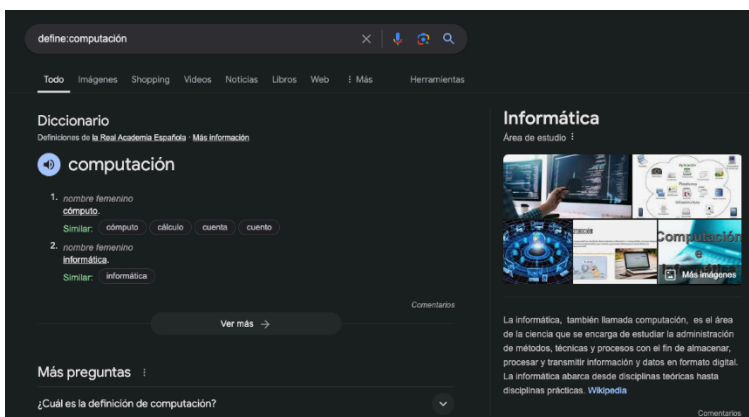 define:computación
Todo Imágenes Shopping Videos Noticias Libros Web Más Herramientas
Diccionario
Definiciones de la Real Academia Española · Más información
computación
1. nombre femenino
cómputo.
Similar: cómputo cálculo cuenta cuento
2. nombre femenino
informática.
Similar: informática
Comentarios
Ver más →
Más preguntas
¿Cuál es la definición de computación?
Informática
Área de estudio
Computación
e
Más imágenes
La informática, también llamada computación, es el área
de la ciencia que se encarga de estudiar la administración
de métodos, técnicas y procesos con el fin de almacenar,
procesar y transmitir información y datos en formato digital.
La informática abarca desde disciplinas teóricas hasta
disciplinas prácticas. Wikipedia
Comentarios